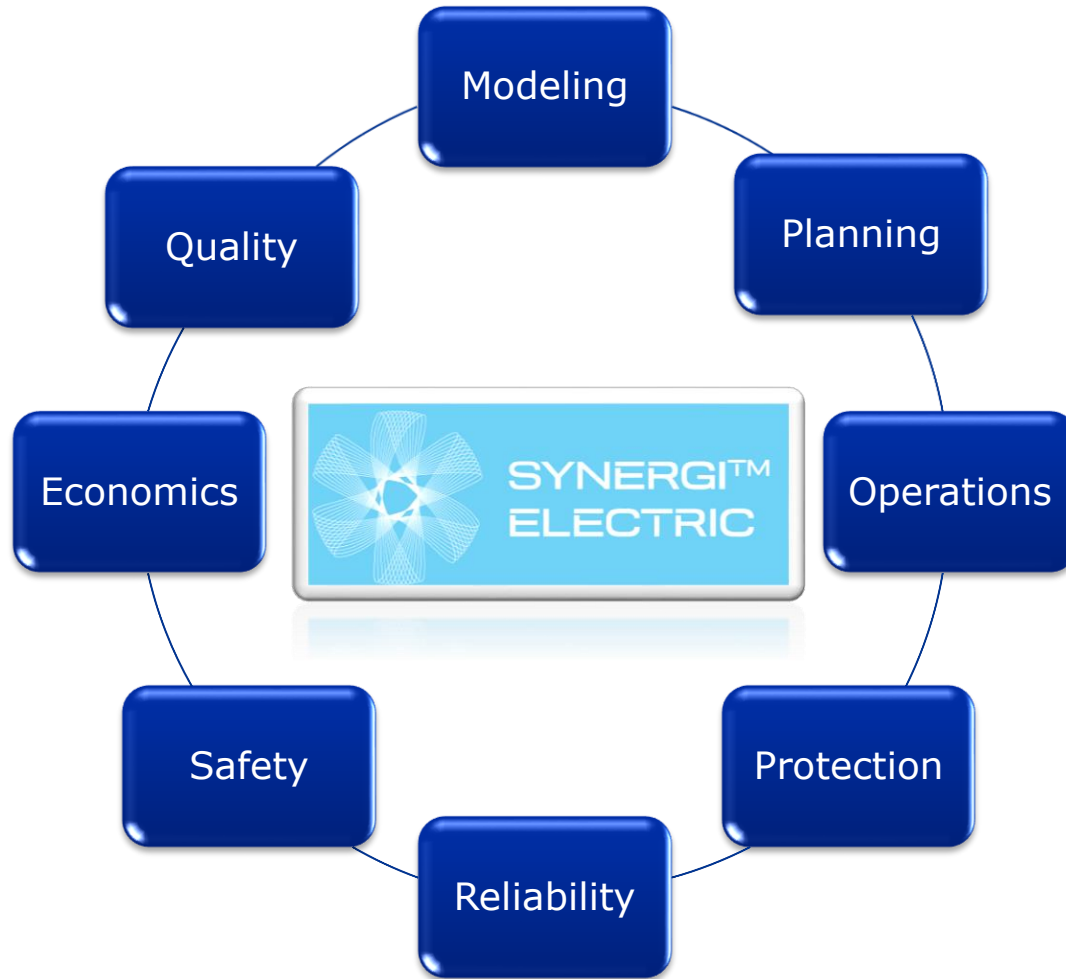 Modeling
Planning
Quality
Economics
SYNERGI™
ELECTRIC
Operations
Safety
Protection
Reliability